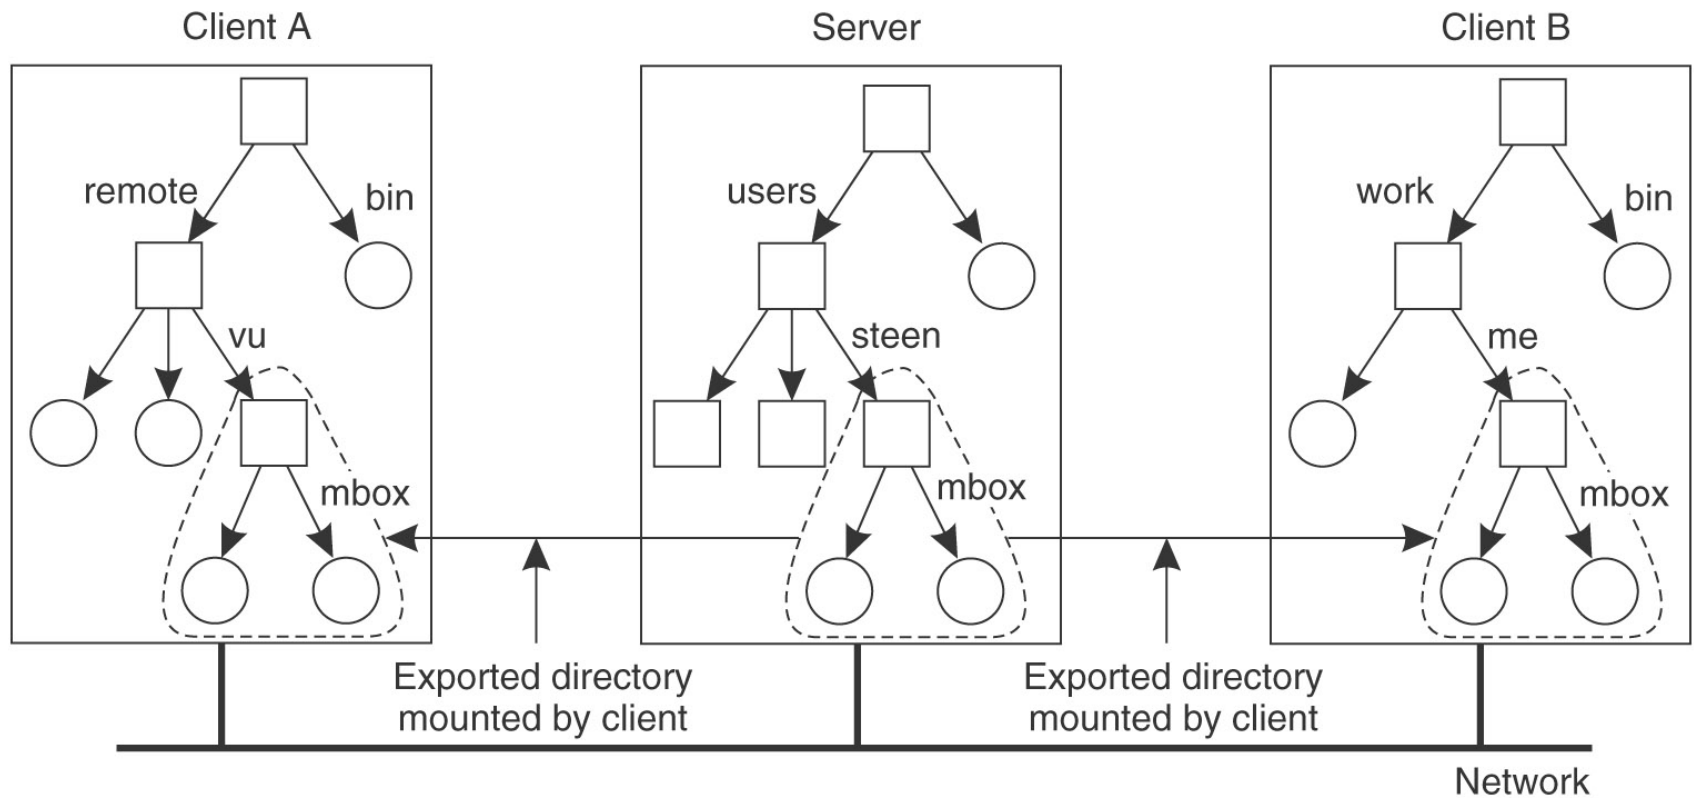 Client A
Server
Client B
remote
bin
users
work
bin
vu
steen
me
mbox
mbox
mbox
Exported directory
mounted by client
Exported directory
mounted by client
Network